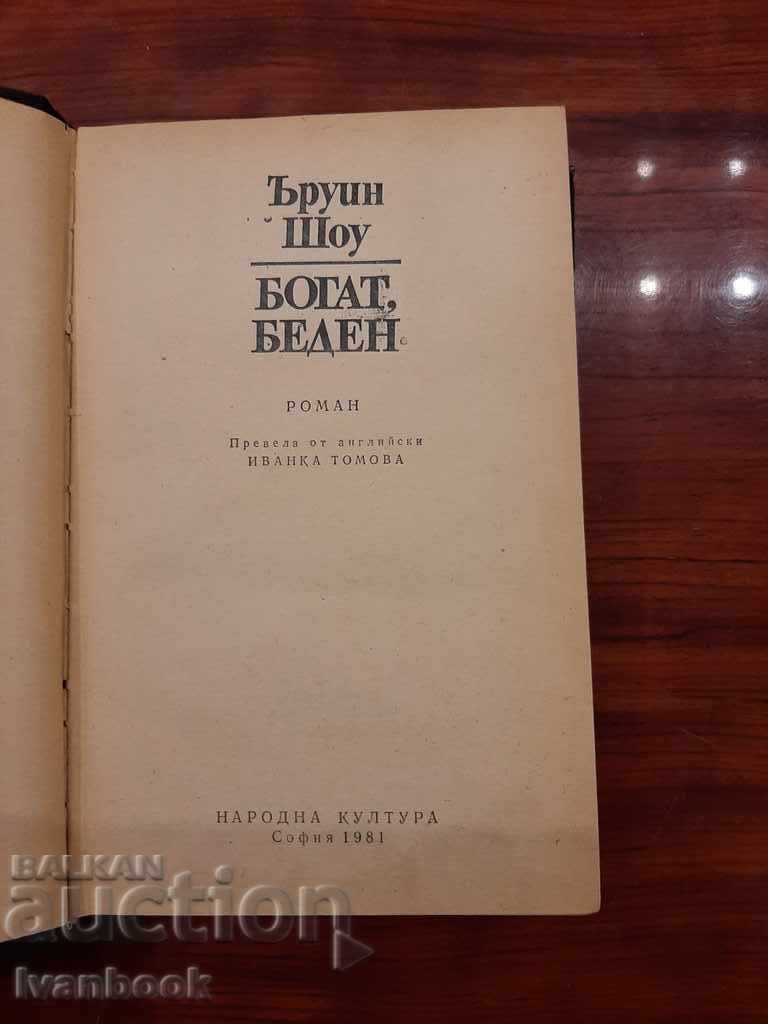 Ъруин
Шоу
БОГАТ,
БЕДЕН
РОМАН
Превела от английски
ИВАНКА ТОМОВА
НАРОДНА КУЛТУРА
София 1981
BALKAN
auction
Ivanbook